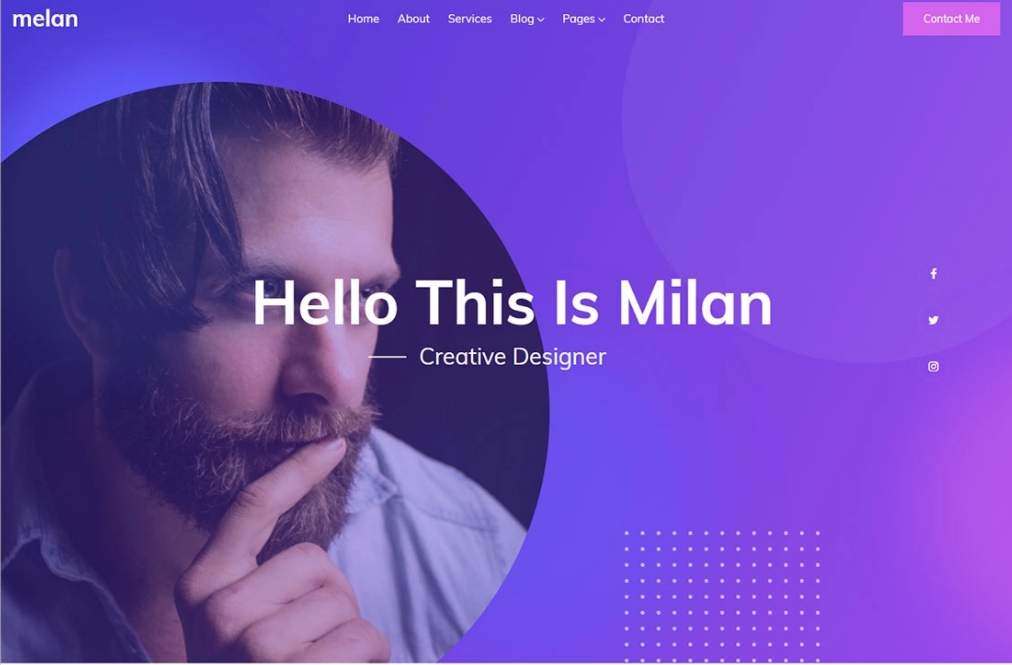 melan
Home About Services Blog Pages Contact
Contact Me
Hello This Is Milan
Creative Designer